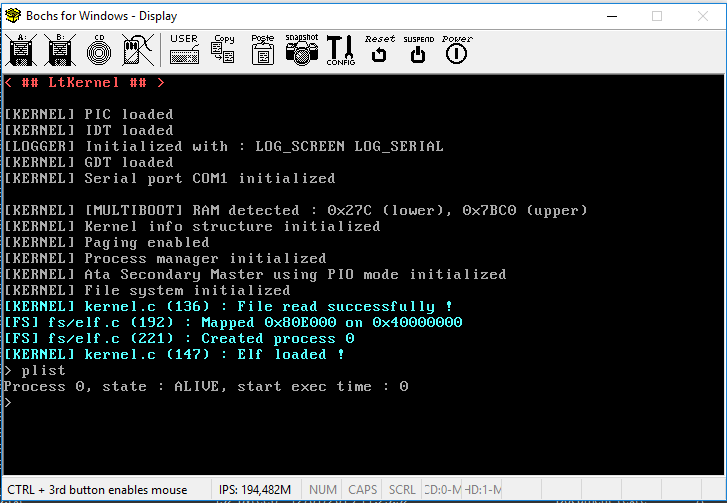 Bochs for Windows - Display
A: B: CD USER Copy Paste snapshot CONFIG Reset SUSPEND Power
< ## LtKernel ## >
[KERNEL] PIC loaded
[KERNEL] IDT loaded
[LOGGER] Initialized with : LOG_SCREEN LOG_SERIAL
[KERNEL] GDT loaded
[KERNEL] Serial port COM1 initialized
[KERNEL] [MULTIBOOT] RAM detected : 0x27C (lower), 0x7BC0 (upper)
[KERNEL] Kernel info structure initialized
[KERNEL] Paging enabled
[KERNEL] Process manager initialized
[KERNEL] Ata Secondary Master using PIO mode initialized
[KERNEL] File system initialized
[KERNEL] kernel.c (136) : File read successfully !
[FS] fs/elf.c (192) : Mapped 0x80E000 on 0x40000000
[FS] fs/elf.c (221) : Created process 0
[KERNEL] kernel.c (147) : Elf loaded !
> plist
Process 0, state : ALIVE, start exec time : 0
>
CTRL + 3rd button enables mouse IPS: 194,482M NUM CAPS SCRL CD:0-M HD:1-M